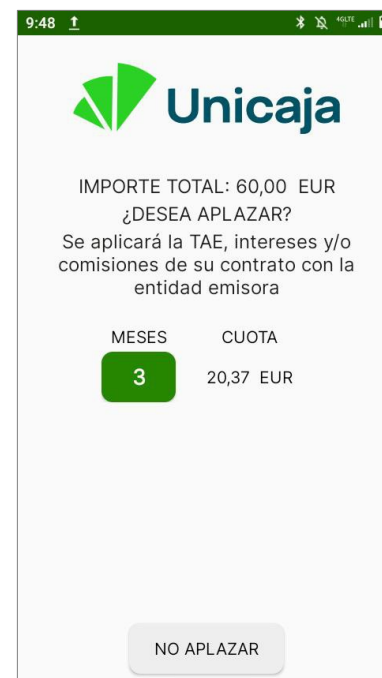 9:48
4GLTE
Unicaja
IMPORTE TOTAL: 60,00 EUR
¿DESEA APLAZAR?
Se aplicará la TAE, intereses y/o
comisiones de su contrato con la
entidad emisora
MESES CUOTA
3 20,37 EUR
NO APLAZAR